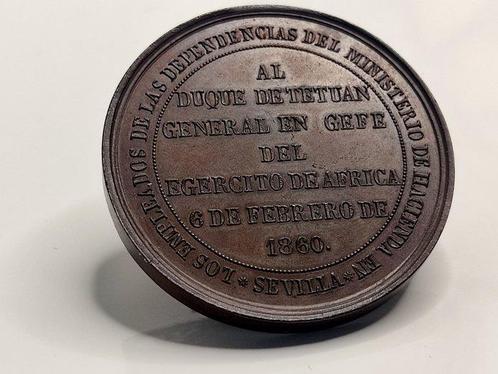 LOS EMPLEADOS DE LAS DEPENDENCIAS DEL MINISTERIO DE HACIENDA EN
* SEVILLA *
AL
DUQUE DE TETUAN
GENERAL EN GEFE
DEL
EGERCITO DE AFRICA
6 DE FEBRERO DE
1860.